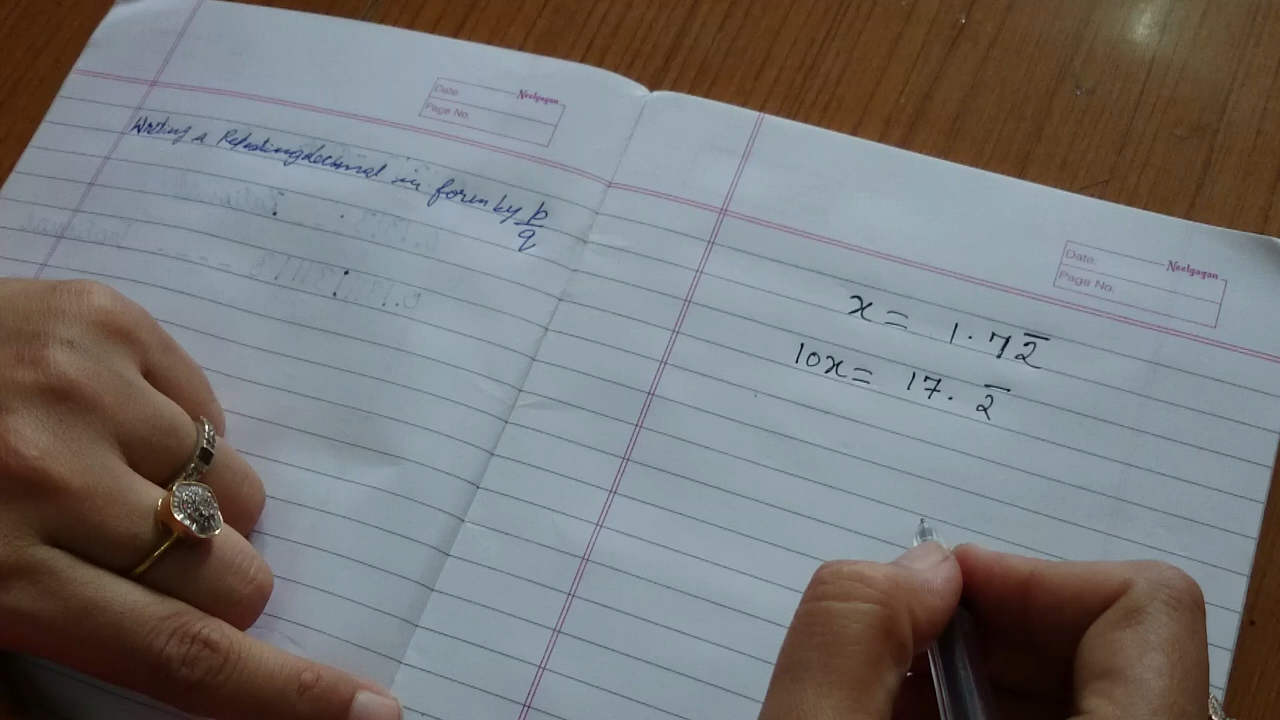 Date:
Neelgagan
Page No.
Writing a Repeating decimal in form by p/q
Date:
Neelgagan
Page No.
x = 1.72̅
10x = 17.2̅